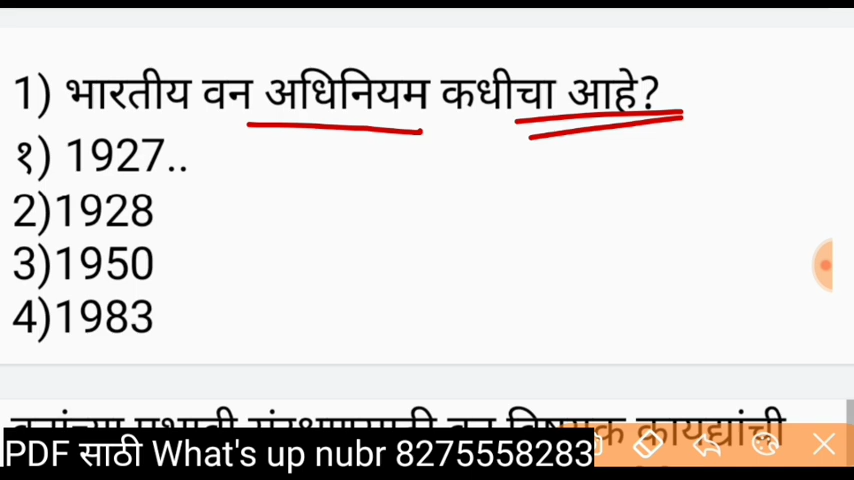 1) भारतीय वन अधिनियम कधीचा आहे?
१) 1927..
2)1928
3)1950
4)1983
कायद्यांची
PDF साठी What's up nubr 8275558283